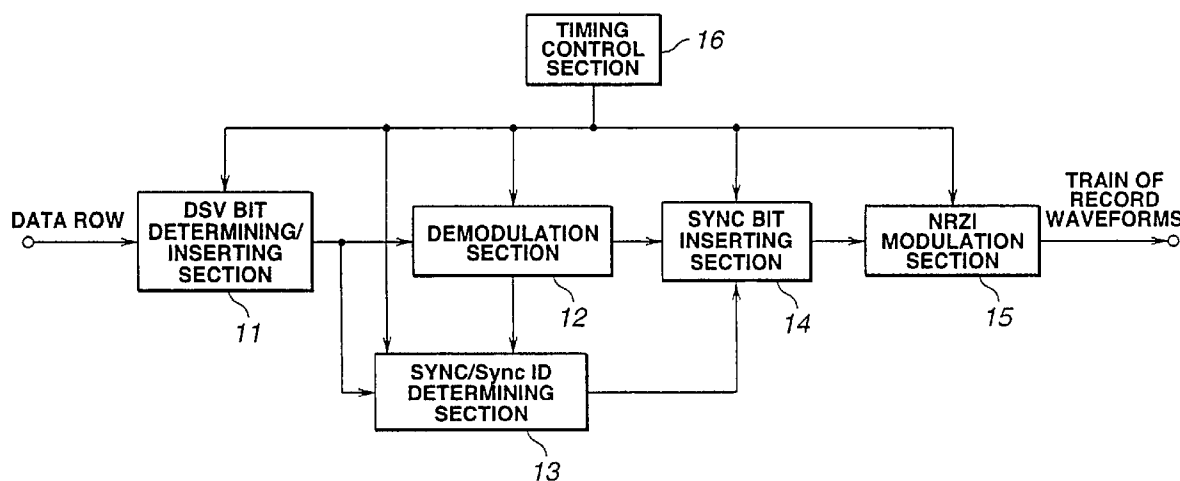 TIMING
CONTROL
SECTION
16
DATA ROW
DSV BIT
DETERMINING/
INSERTING
SECTION
11
DEMODULATION
SECTION
12
SYNC BIT
INSERTING
SECTION
14
NRZI
MODULATION
SECTION
15
TRAIN OF
RECORD
WAVEFORMS
SYNC/Sync ID
DETERMINING
SECTION
13